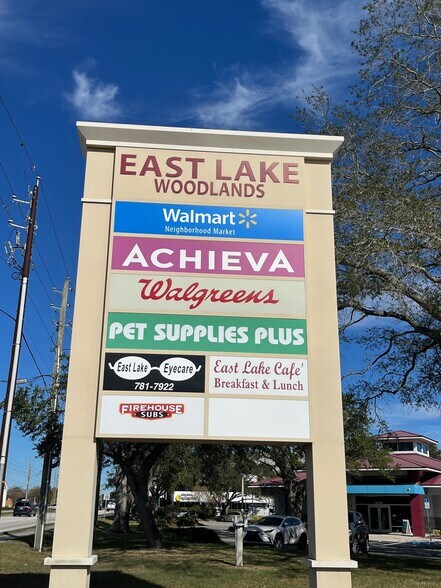 EAST LAKE
WOODLANDS
Walmart
Neighborhood Market
ACHIEVA
Walgreens
PET SUPPLIES PLUS
East Lake Eyecare
781-7922
East Lake Cafe'
Breakfast & Lunch
FIREHOUSE
SUBS